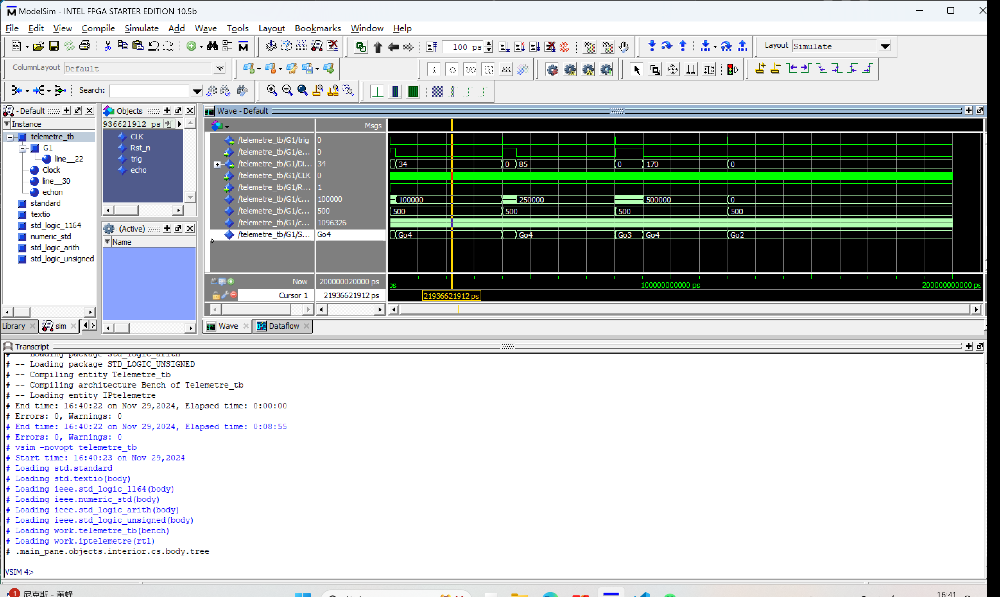 ModelSim - INTEL FPGA STARTER EDITION 10.5b
File Edit View Compile Simulate Add Wave Tools Layout Bookmarks Window Help
100 ps
Layout Simulate
ColumnLayout Default
ALL
Search:
- Default
Instance
telemetre_tb
G1
line__22
Clock
line__30
echon
standard
textio
std_logic_1164
numeric_std
std_logic_arith
std_logic_unsigned
Library sim
Objects
936621912 ps
CLK
Rst_n
trig
echo
(Active)
Name
Wave - Default
Msgs
/telemetre_tb/G1/trig 0
/telemetre_tb/G1/e... 0
/telemetre_tb/G1/Di... 34 34 0 85 0 170 0
/telemetre_tb/G1/CLK 0
/telemetre_tb/G1/R... 1
/telemetre_tb/G1/c... 100000 100000 250000 500000 0
/telemetre_tb/G1/c... 500 500 500 500 500
/telemetre_tb/G1/c... 1096326
/telemetre_tb/G1/S... Go4 Go4 Go4 Go3 Go4 Go2
Now 200000020000 ps ps 100000000000 ps 200000000000 ps
Cursor 1 21936621912 ps 21936621912 ps
Wave Dataflow
Transcript
# -- Loading package std_logic_arith
# -- Loading package STD_LOGIC_UNSIGNED
# -- Compiling entity Telemetre_tb
# -- Compiling architecture Bench of Telemetre_tb
# -- Loading entity IPtelemetre
# End time: 16:40:22 on Nov 29,2024, Elapsed time: 0:00:00
# Errors: 0, Warnings: 0
# End time: 16:40:22 on Nov 29,2024, Elapsed time: 0:08:55
# Errors: 0, Warnings: 0
# vsim -novopt telemetre_tb
# Start time: 16:40:23 on Nov 29,2024
# Loading std.standard
# Loading std.textio(body)
# Loading ieee.std_logic_1164(body)
# Loading ieee.numeric_std(body)
# Loading ieee.std_logic_arith(body)
# Loading ieee.std_logic_unsigned(body)
# Loading work.telemetre_tb(bench)
# Loading work.iptelemetre(rtl)
# .main_pane.objects.interior.cs.body.tree
VSIM 4>
1 尼克斯 - 黄蜂
16:41